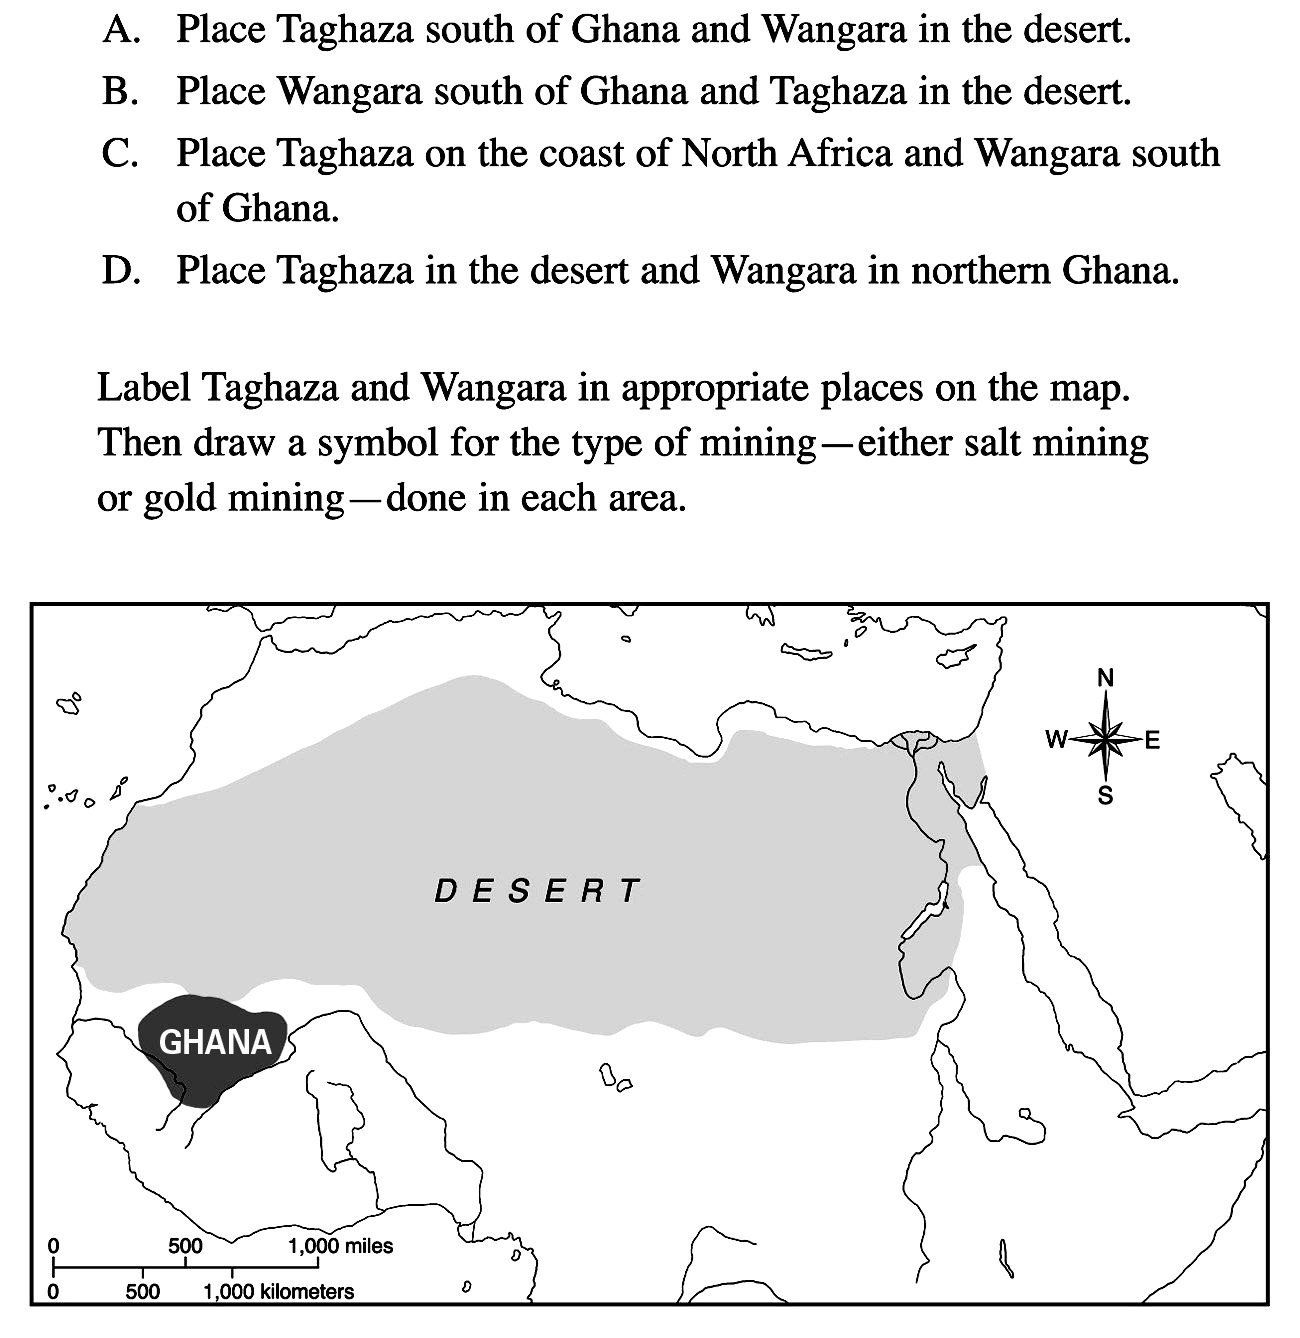 A. Place Taghaza south of Ghana and Wangara in the desert.
B. Place Wangara south of Ghana and Taghaza in the desert.
C. Place Taghaza on the coast of North Africa and Wangara south
of Ghana.
D. Place Taghaza in the desert and Wangara in northern Ghana.
Label Taghaza and Wangara in appropriate places on the map.
Then draw a symbol for the type of mining—either salt mining
or gold mining—done in each area.
N
W E
S
DESERT
GHANA
0 500 1,000 miles
0 500 1,000 kilometers